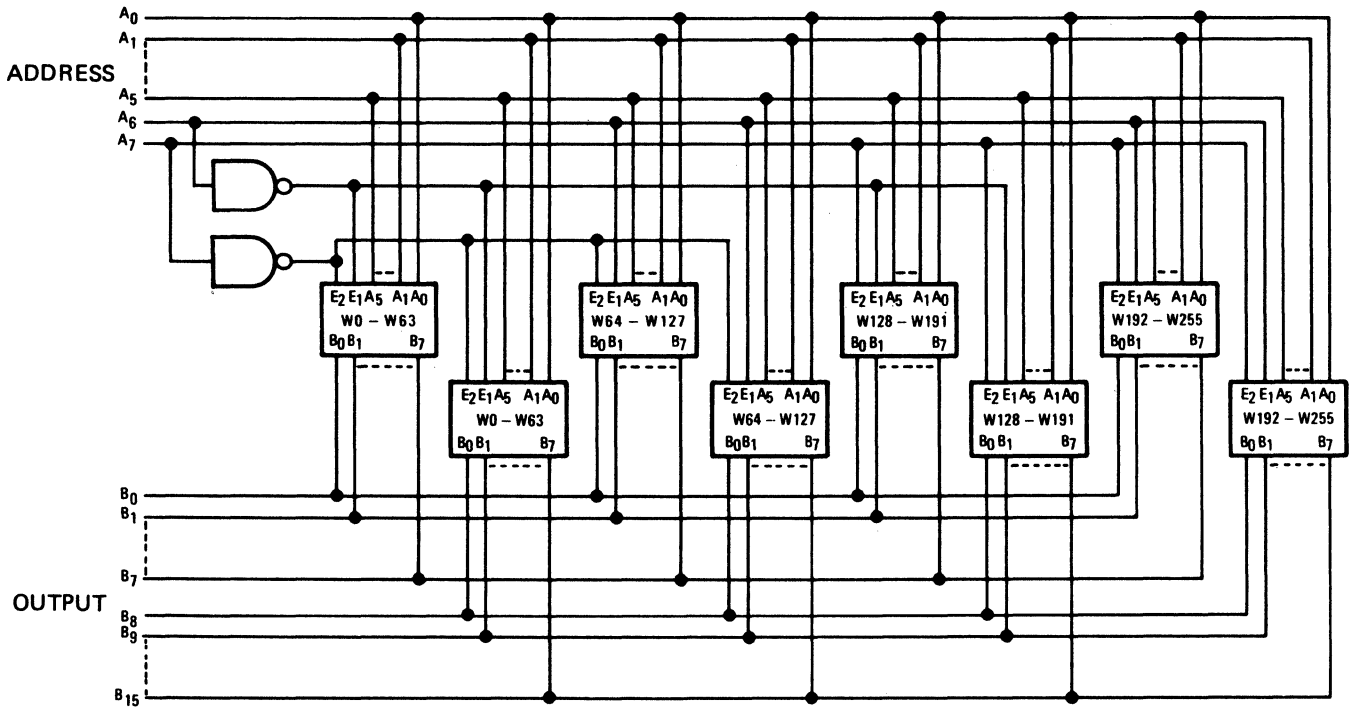 A0
A1
ADDRESS
A5
A6
A7
E2 E1 A5 A1 A0
W0 – W63
B0 B1 B7
E2 E1 A5 A1 A0
W64 – W127
B0 B1 B7
E2 E1 A5 A1 A0
W128 – W191
B0 B1 B7
E2 E1 A5 A1 A0
W192 – W255
B0 B1 B7
E2 E1 A5 A1 A0
W0 – W63
B0 B1 B7
E2 E1 A5 A1 A0
W64 – W127
B0 B1 B7
E2 E1 A5 A1 A0
W128 – W191
B0 B1 B7
E2 E1 A5 A1 A0
W192 – W255
B0 B1 B7
B0
B1
B7
OUTPUT
B8
B9
B15